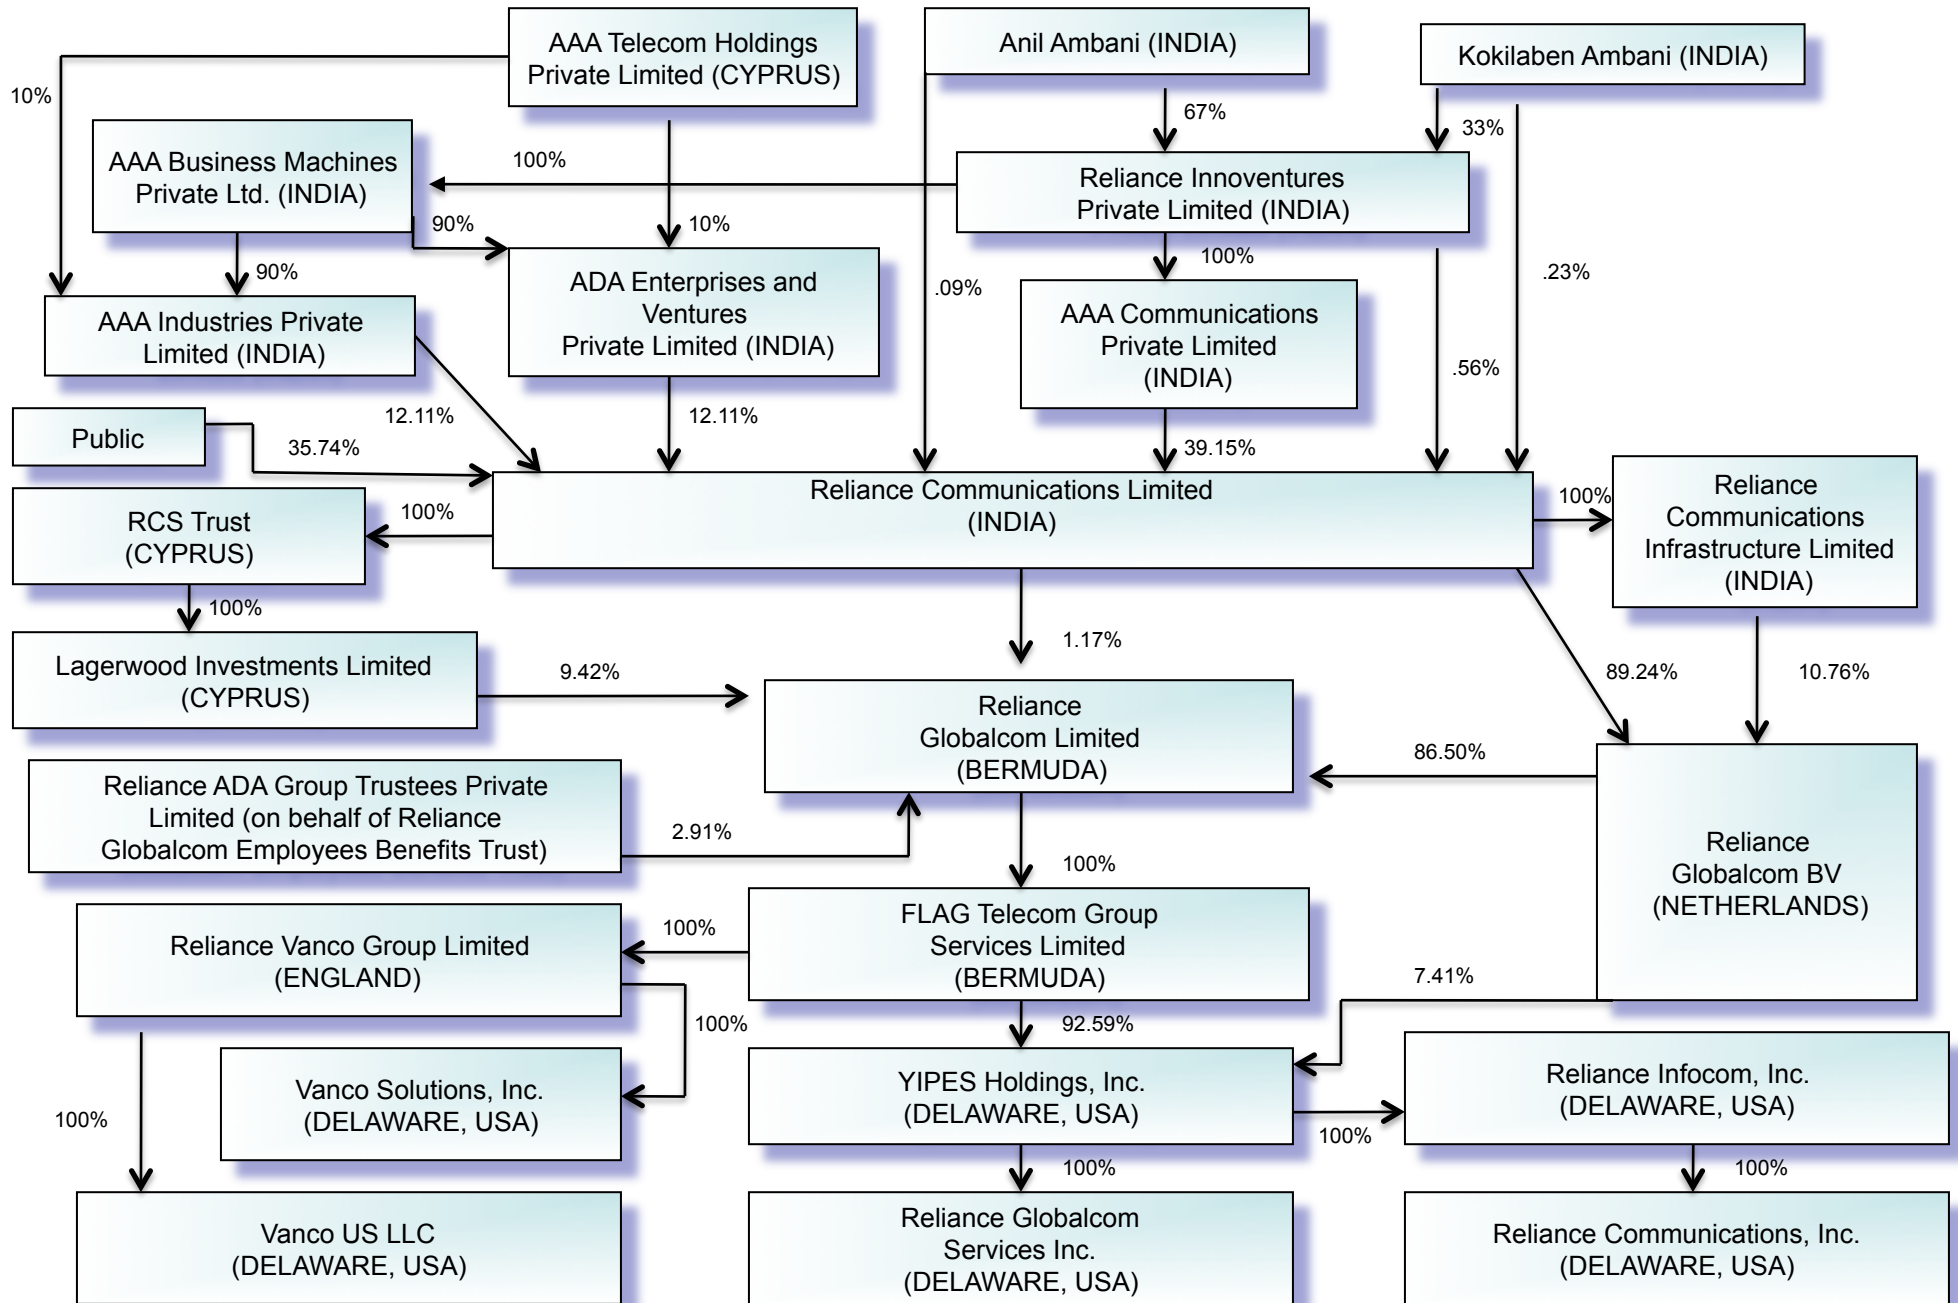 AAA Telecom Holdings
Private Limited (CYPRUS)
Anil Ambani (INDIA)
Kokilaben Ambani (INDIA)
10%
67%
33%
AAA Business Machines
Private Ltd. (INDIA)
100%
Reliance Innoventures
Private Limited (INDIA)
90%
10%
90%
100%
.09%
.23%
AAA Industries Private
Limited (INDIA)
ADA Enterprises and
Ventures
Private Limited (INDIA)
AAA Communications
Private Limited
(INDIA)
.56%
12.11%
12.11%
39.15%
Public
35.74%
Reliance Communications Limited
(INDIA)
100%
Reliance
Communications
Infrastructure Limited
(INDIA)
RCS Trust
(CYPRUS)
100%
100%
1.17%
89.24%
10.76%
Lagerwood Investments Limited
(CYPRUS)
9.42%
Reliance
Globalcom Limited
(BERMUDA)
86.50%
Reliance ADA Group Trustees Private
Limited (on behalf of Reliance
Globalcom Employees Benefits Trust)
2.91%
100%
Reliance
Globalcom BV
(NETHERLANDS)
Reliance Vanco Group Limited
(ENGLAND)
100%
FLAG Telecom Group
Services Limited
(BERMUDA)
7.41%
100%
92.59%
Vanco Solutions, Inc.
(DELAWARE, USA)
YIPES Holdings, Inc.
(DELAWARE, USA)
Reliance Infocom, Inc.
(DELAWARE, USA)
100%
100%
100%
100%
Vanco US LLC
(DELAWARE, USA)
Reliance Globalcom
Services Inc.
(DELAWARE, USA)
Reliance Communications, Inc.
(DELAWARE, USA)